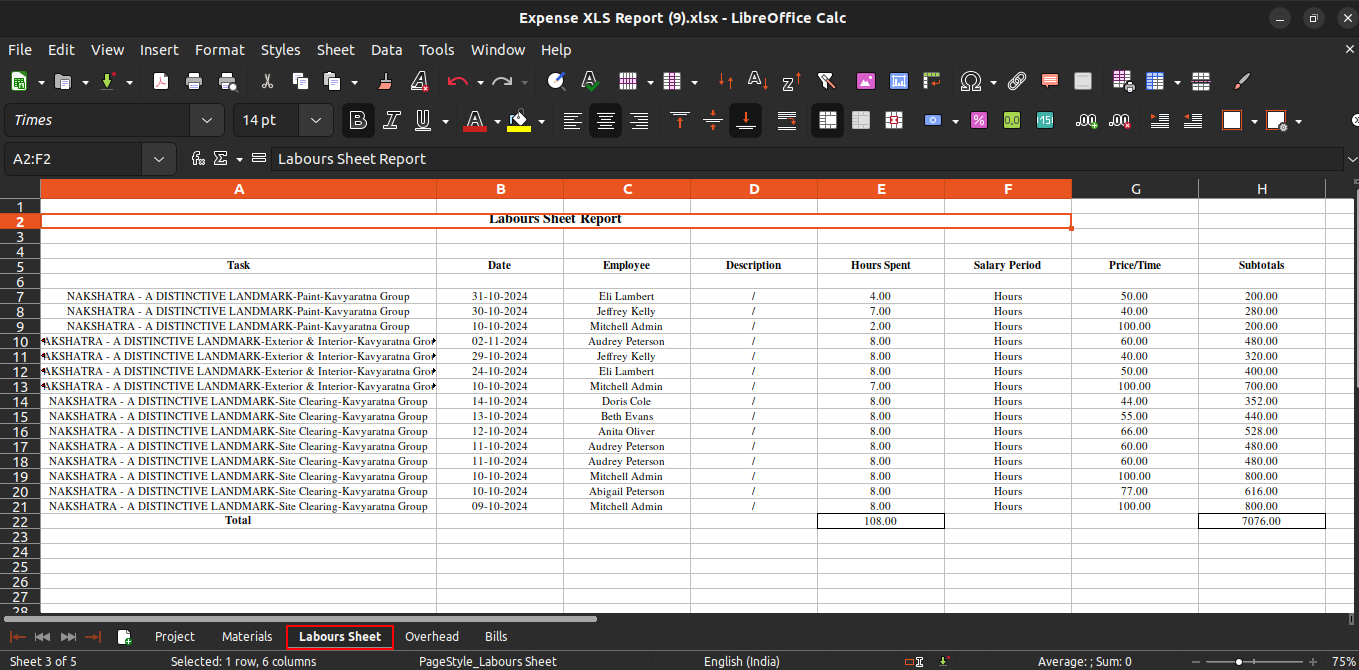 Expense XLS Report (9).xlsx - LibreOffice Calc
File Edit View Insert Format Styles Sheet Data Tools Window Help
Times 14 pt
A2:F2 Labours Sheet Report
A B C D E F G H
1
2 Labours Sheet Report
3
4
5 Task Date Employee Description Hours Spent Salary Period Price/Time Subtotals
6
7 NAKSHATRA - A DISTINCTIVE LANDMARK-Paint-Kavyaratna Group 31-10-2024 Eli Lambert / 4.00 Hours 50.00 200.00
8 NAKSHATRA - A DISTINCTIVE LANDMARK-Paint-Kavyaratna Group 30-10-2024 Jeffrey Kelly / 7.00 Hours 40.00 280.00
9 NAKSHATRA - A DISTINCTIVE LANDMARK-Paint-Kavyaratna Group 10-10-2024 Mitchell Admin / 2.00 Hours 100.00 200.00
10 AKSHATRA - A DISTINCTIVE LANDMARK-Exterior & Interior-Kavyaratna Grou 02-11-2024 Audrey Peterson / 8.00 Hours 60.00 480.00
11 AKSHATRA - A DISTINCTIVE LANDMARK-Exterior & Interior-Kavyaratna Grou 29-10-2024 Jeffrey Kelly / 8.00 Hours 40.00 320.00
12 AKSHATRA - A DISTINCTIVE LANDMARK-Exterior & Interior-Kavyaratna Grou 24-10-2024 Eli Lambert / 8.00 Hours 50.00 400.00
13 AKSHATRA - A DISTINCTIVE LANDMARK-Exterior & Interior-Kavyaratna Grou 10-10-2024 Mitchell Admin / 7.00 Hours 100.00 700.00
14 NAKSHATRA - A DISTINCTIVE LANDMARK-Site Clearing-Kavyaratna Group 14-10-2024 Doris Cole / 8.00 Hours 44.00 352.00
15 NAKSHATRA - A DISTINCTIVE LANDMARK-Site Clearing-Kavyaratna Group 13-10-2024 Beth Evans / 8.00 Hours 55.00 440.00
16 NAKSHATRA - A DISTINCTIVE LANDMARK-Site Clearing-Kavyaratna Group 12-10-2024 Anita Oliver / 8.00 Hours 66.00 528.00
17 NAKSHATRA - A DISTINCTIVE LANDMARK-Site Clearing-Kavyaratna Group 11-10-2024 Audrey Peterson / 8.00 Hours 60.00 480.00
18 NAKSHATRA - A DISTINCTIVE LANDMARK-Site Clearing-Kavyaratna Group 11-10-2024 Audrey Peterson / 8.00 Hours 60.00 480.00
19 NAKSHATRA - A DISTINCTIVE LANDMARK-Site Clearing-Kavyaratna Group 10-10-2024 Mitchell Admin / 8.00 Hours 100.00 800.00
20 NAKSHATRA - A DISTINCTIVE LANDMARK-Site Clearing-Kavyaratna Group 10-10-2024 Abigail Peterson / 8.00 Hours 77.00 616.00
21 NAKSHATRA - A DISTINCTIVE LANDMARK-Site Clearing-Kavyaratna Group 09-10-2024 Mitchell Admin / 8.00 Hours 100.00 800.00
22 Total 108.00 7076.00
23
24
25
26
27
28
Project Materials Labours Sheet Overhead Bills
Sheet 3 of 5 Selected: 1 row, 6 columns PageStyle_Labours Sheet English (India) Average: ; Sum: 0 75%